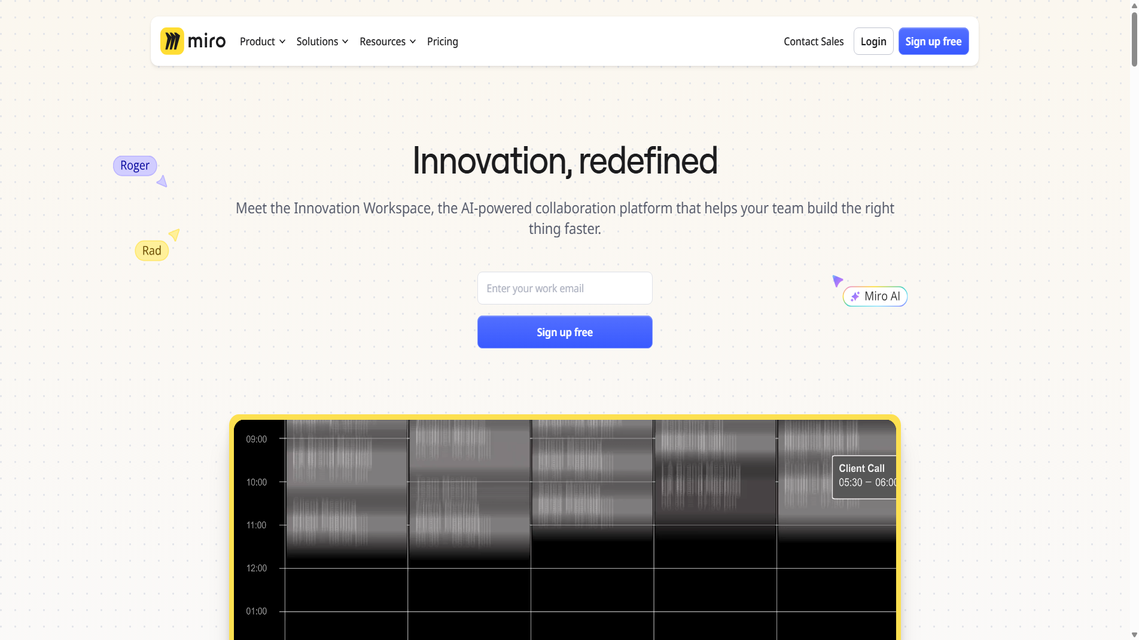 miro
Product
Solutions
Resources
Pricing
Contact Sales
Login
Sign up free
Innovation, redefined
Roger
Meet the Innovation Workspace, the AI-powered collaboration platform that helps your team build the right
thing faster.
Rad
Enter your work email
Miro AI
Sign up free
09:00
Client Call
10:00
05:30 – 06:00
11:00
12:00
01:00